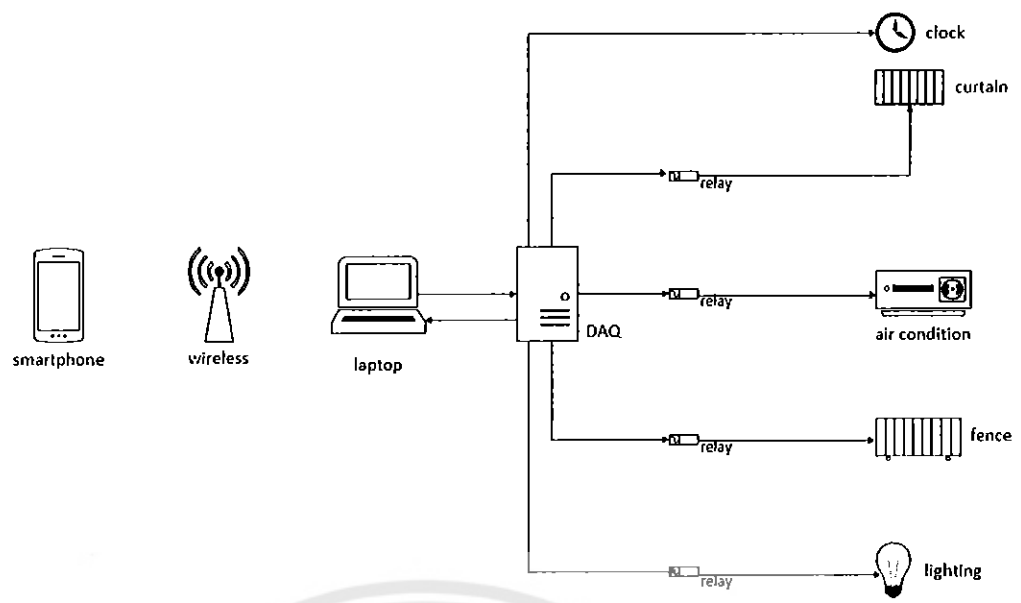 clock
curtain
relay
relay
DAQ
air condition
smartphone
wireless
laptop
relay
fence
relay
lighting